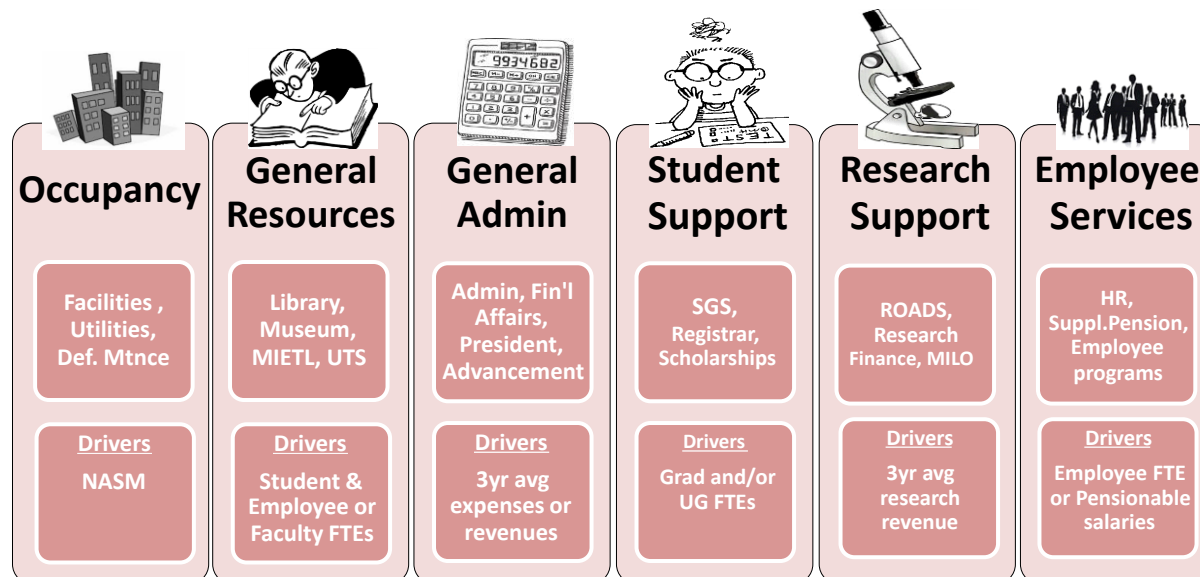 9934682
TEST
Occupancy
Facilities ,
Utilities,
Def. Mtnce
Drivers
NASM
General
Resources
Library,
Museum,
MIETL, UTS
Drivers
Student &
Employee or
Faculty FTEs
General
Admin
Admin, Fin'l
Affairs,
President,
Advancement
Drivers
3yr avg
expenses or
revenues
Student
Support
SGS,
Registrar,
Scholarships
Drivers
Grad and/or
UG FTEs
Research
Support
ROADS,
Research
Finance, MILO
Drivers
3yr avg
research
revenue
Employee
Services
HR,
Suppl.Pension,
Employee
programs
Drivers
Employee FTE
or Pensionable
salaries